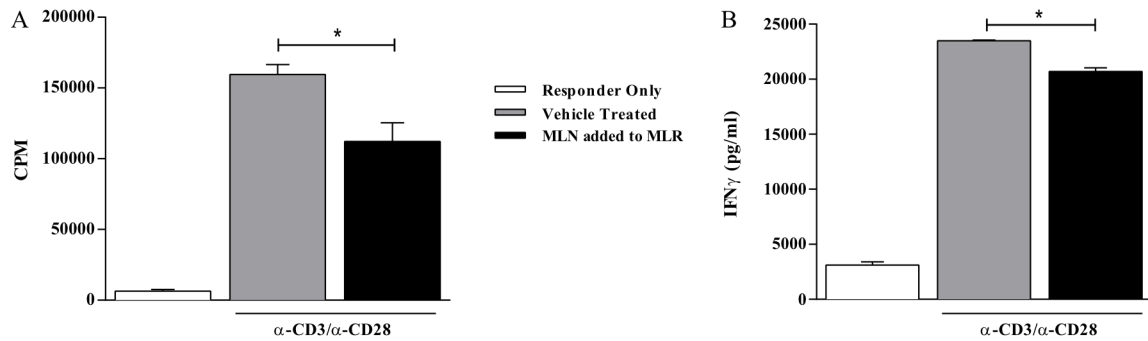 A
200000
150000
100000
50000
0
CPM
*
α-CD3/α-CD28
Responder Only
Vehicle Treated
MLN added to MLR
B
25000
20000
15000
10000
5000
0
IFNγ (pg/ml)
*
α-CD3/α-CD28